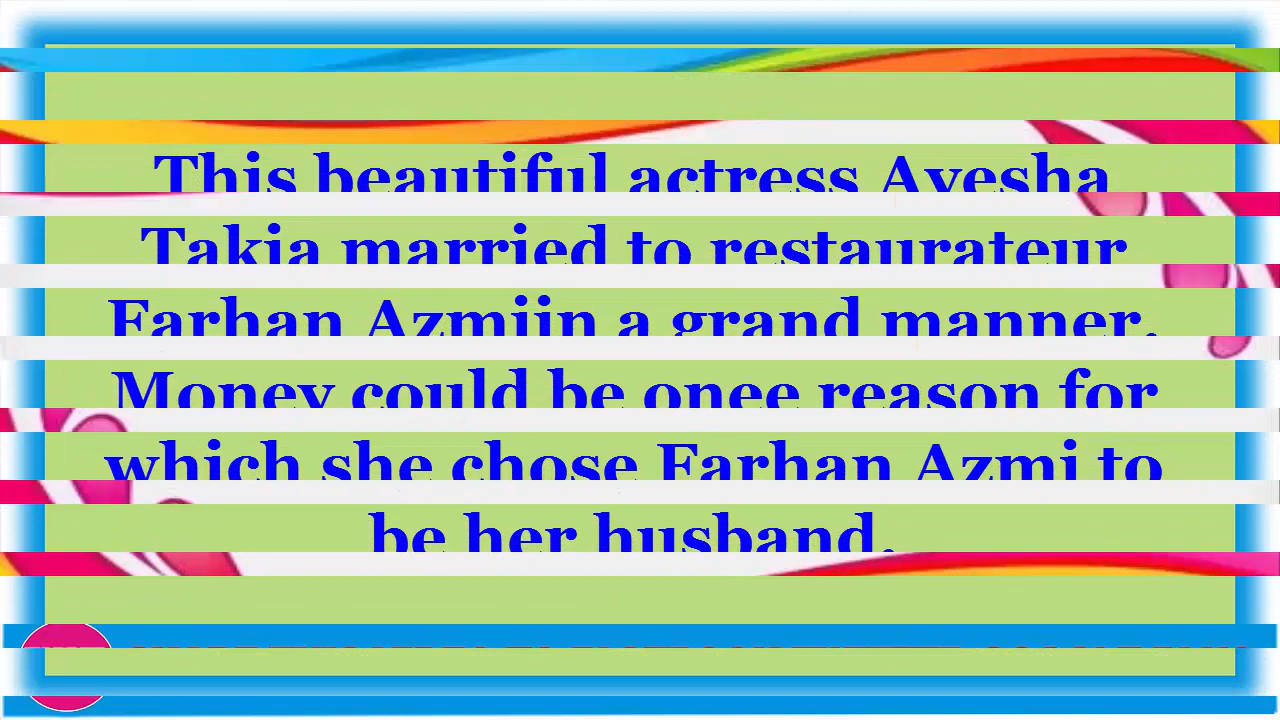 This beautiful actress Ayesha
Takia married to restaurateur
Farhan Azmiin a grand manner.
Money could be onee reason for
which she chose Farhan Azmi to
be her husband.